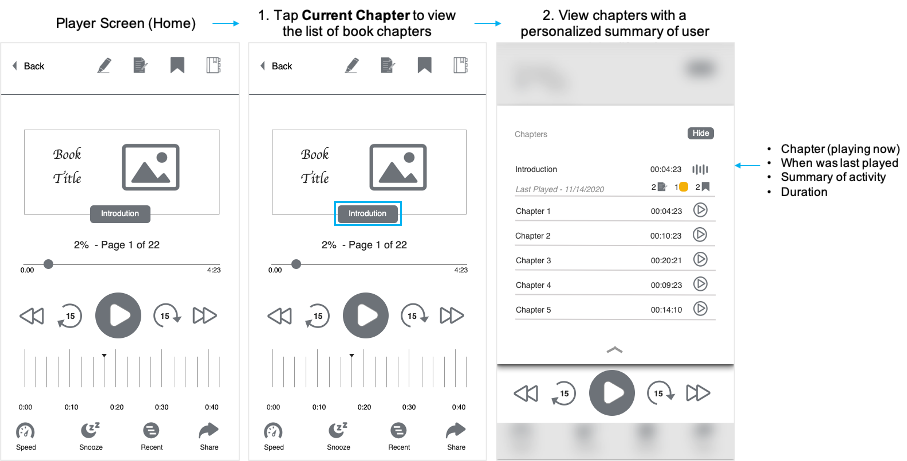 Player Screen (Home)
1. Tap Current Chapter to view
the list of book chapters
2. View chapters with a
personalized summary of user
Back
Book
Title
Introdution
2% - Page 1 of 22
0.00
4:23
15
15
0:00 0:10 0:20 0:30 0:40
Speed Snooze Recent Share
Back
Book
Title
Introdution
2% - Page 1 of 22
0.00
4:23
15
15
0:00 0:10 0:20 0:30 0:40
Speed Snooze Recent Share
Chapters Hide
Introduction 00:04:23
Last Played - 11/14/2020 2 1 2
Chapter 1 00:04:23
Chapter 2 00:10:23
Chapter 3 00:20:21
Chapter 4 00:09:23
Chapter 5 00:14:10
15
15
• Chapter (playing now)
• When was last played
• Summary of activity
• Duration